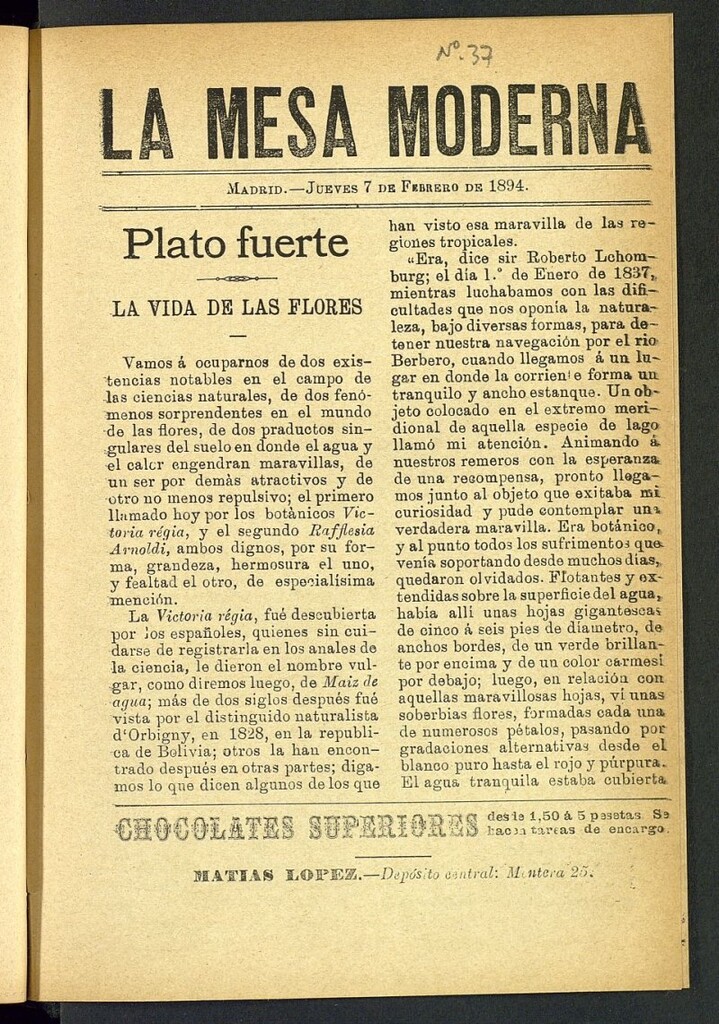 Nº. 37
LA MESA MODERNA
MADRID.—JUEVES 7 DE FEBRERO DE 1894.
Plato fuerte
LA VIDA DE LAS FLORES
Vamos á ocuparnos de dos exis-
tencias notables en el campo de
las ciencias naturales, de dos fenó-
menos sorprendentes en el mundo
de las flores, de dos productos sin-
gulares del suelo en donde el agua y
el calor engendran maravillas, de
un ser por demás atractivos y de
otro no menos repulsivo; el primero
llamado hoy por los botánicos Vic-
toria régia, y el segundo Rafflesia
Arnoldi, ambos dignos, por su for-
ma, grandeza, hermosura el uno,
y fealtad el otro, de especialísima
mención.
La Victoria régia, fué descubierta
por los españoles, quienes sin cui-
darse de registrarla en los anales de
la ciencia, le dieron el nombre vul-
gar, como diremos luego, de Maiz de
agua; más de dos siglos después fué
vista por el distinguido naturalista
d'Orbigny, en 1828, en la republi-
ca de Bolivia; otros la han encon-
trado después en otras partes; diga-
mos lo que dicen algunos de los que
han visto esa maravilla de las re-
giones tropicales.
“Era, dice sir Roberto Lchom-
burg; el día 1.º de Enero de 1837,
mientras luchabamos con las difi-
cultades que nos oponía la natura-
leza, bajo diversas formas, para de-
tener nuestra navegación por el rio
Berbero, cuando llegamos á un lu-
gar en donde la corriente forma un
tranquilo y ancho estanque. Un ob-
jeto colocado en el extremo meri-
dional de aquella especie de lago
llamó mi atención. Animando á
nuestros remeros con la esperanza
de una recompensa, pronto llega-
mos junto al objeto que exitaba mi
curiosidad y pude contemplar una
verdadera maravilla. Era botánico,
y al punto todos los sufrimentos que
venía soportando desde muchos dias,
quedaron olvidados. Flotantes y ex-
tendidas sobre la superficie del agua,
había allí unas hojas gigantescas
de cinco á seis pies de diametro, de
anchos bordes, de un verde brillan-
te por encima y de un color carmesí
por debajo; luego, en relación con
aquellas maravillosas hojas, ví unas
soberbias flores, formadas cada una
de numerosos pétalos, pasando por
gradaciones alternativas desde el
blanco puro hasta el rojo y púrpura.
El agua tranquila estaba cubierta
CHOCOLATES SUPERIORES desde 1,50 á 5 pesetas. Se
hacen tareas de encargo.
MATIAS LOPEZ.—Depósito central: Montera 25.